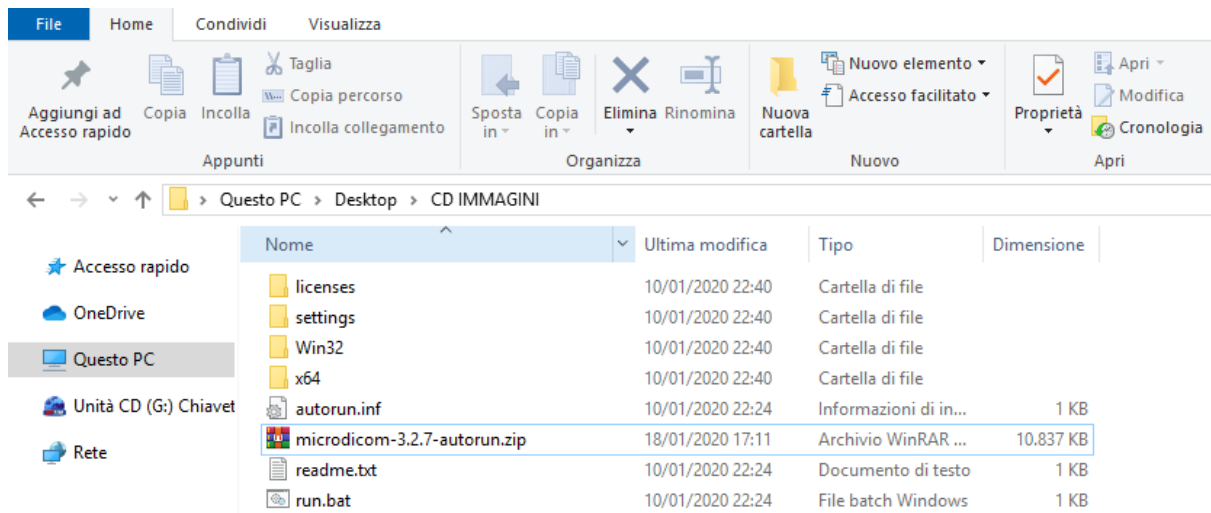 File Home Condividi Visualizza
Taglia Nuovo elemento Apri
Copia percorso Accesso facilitato Modifica
Aggiungi ad Copia Incolla Incolla collegamento Sposta Copia Elimina Rinomina Nuova Proprietà Cronologia
Accesso rapido in in cartella
Appunti Organizza Nuovo Apri
Questo PC > Desktop > CD IMMAGINI
Nome Ultima modifica Tipo Dimensione
Accesso rapido
licenses 10/01/2020 22:40 Cartella di file
OneDrive settings 10/01/2020 22:40 Cartella di file
Win32 10/01/2020 22:40 Cartella di file
Questo PC
x64 10/01/2020 22:40 Cartella di file
Unità CD (G:) Chiavet autorun.inf 10/01/2020 22:24 Informazioni di in... 1 KB
microdicom-3.2.7-autorun.zip 18/01/2020 17:11 Archivio WinRAR ... 10.837 KB
Rete
readme.txt 10/01/2020 22:24 Documento di testo 1 KB
run.bat 10/01/2020 22:24 File batch Windows 1 KB